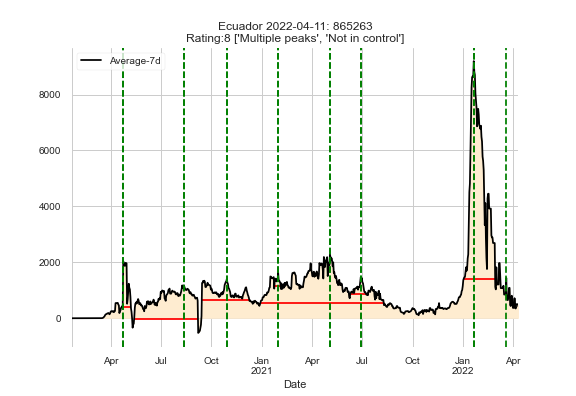 Ecuador 2022-04-11: 865263
Rating:8 ['Multiple peaks', 'Not in control']
Average-7d
8000
6000
4000
2000
0
Apr Jul Oct Jan Apr Jul Oct Jan Apr
2021 2022
Date